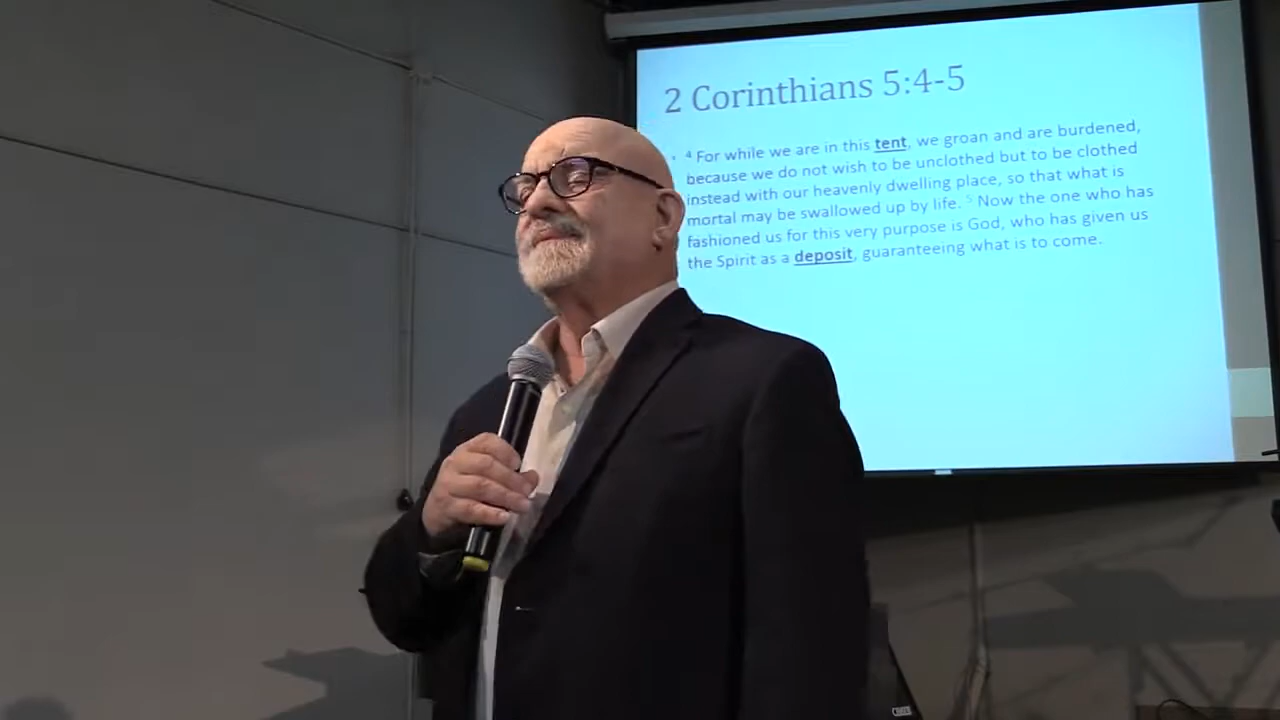 2 Corinthians 5:4-5
4 For while we are in this tent, we groan and are burdened,
because we do not wish to be unclothed but to be clothed
instead with our heavenly dwelling place, so that what is
mortal may be swallowed up by life. 5 Now the one who has
fashioned us for this very purpose is God, who has given us
the Spirit as a deposit, guaranteeing what is to come.